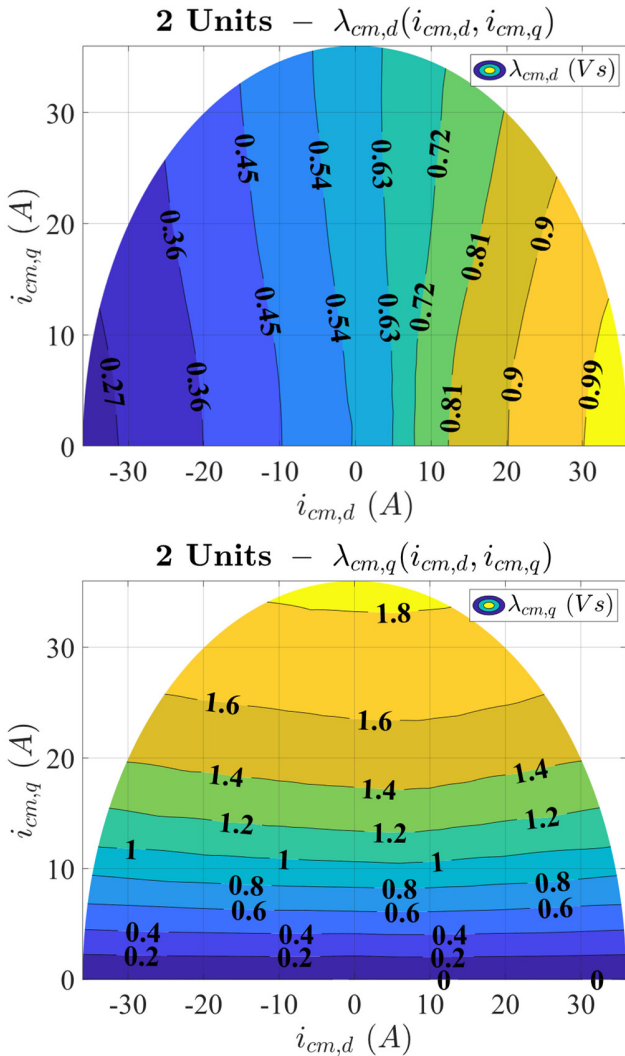 2 Units − λcm,d(icm,d, icm,q)
λcm,d (Vs)
30
20
10
0
icm,q (A)
0.45
0.54
0.63
0.72
0.36
0.81
0.9
0.45
0.54
0.63
0.72
0.27
0.36
0.81
0.9
0.99
-30 -20 -10 0 10 20 30
icm,d (A)
2 Units − λcm,q(icm,d, icm,q)
λcm,q (Vs)
30
20
10
0
icm,q (A)
1.8
1.6 1.6
1.4 1.4 1.4
1.2 1.2 1.2
1 1 1
0.8 0.8 0.8
0.6 0.6 0.6
0.4 0.4 0.4
0.2 0.2 0.2
0 0
-30 -20 -10 0 10 20 30
icm,d (A)